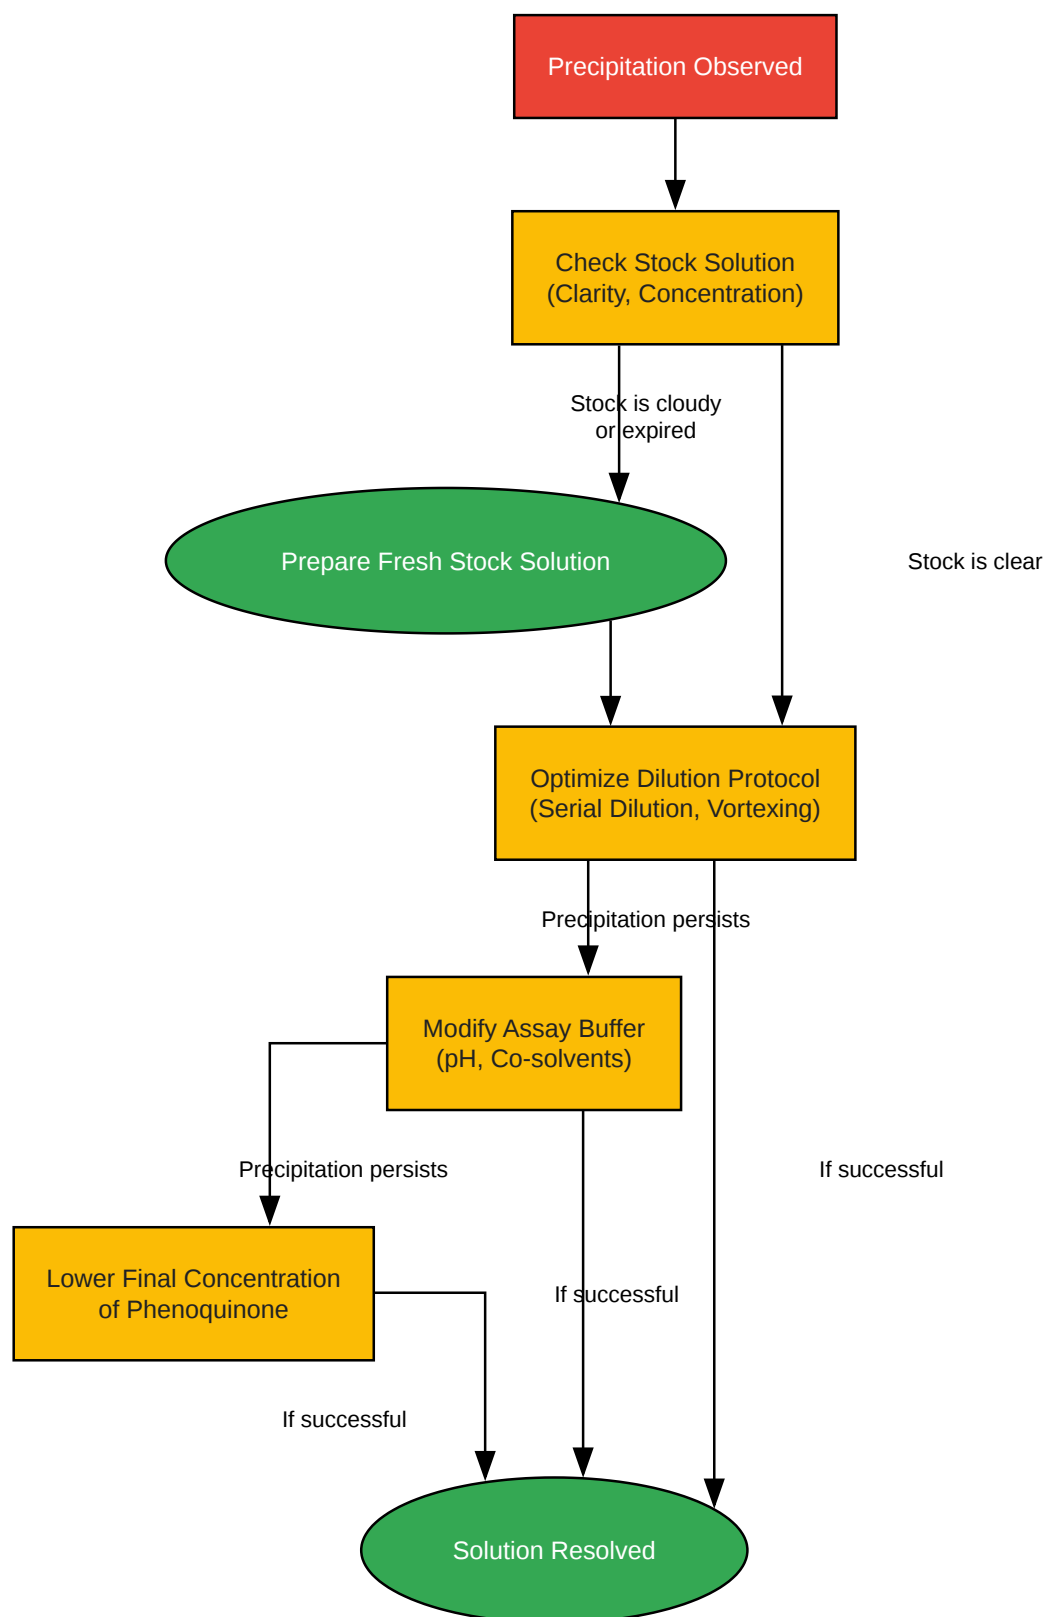 Precipitation Observed
Check Stock Solution
(Clarity, Concentration)
Stock is cloudy
or expired
Prepare Fresh Stock Solution
Stock is clear
Optimize Dilution Protocol
(Serial Dilution, Vortexing)
Precipitation persists
Modify Assay Buffer
(pH, Co-solvents)
Precipitation persists
If successful
Lower Final Concentration
of Phenoquinone
If successful
If successful
Solution Resolved